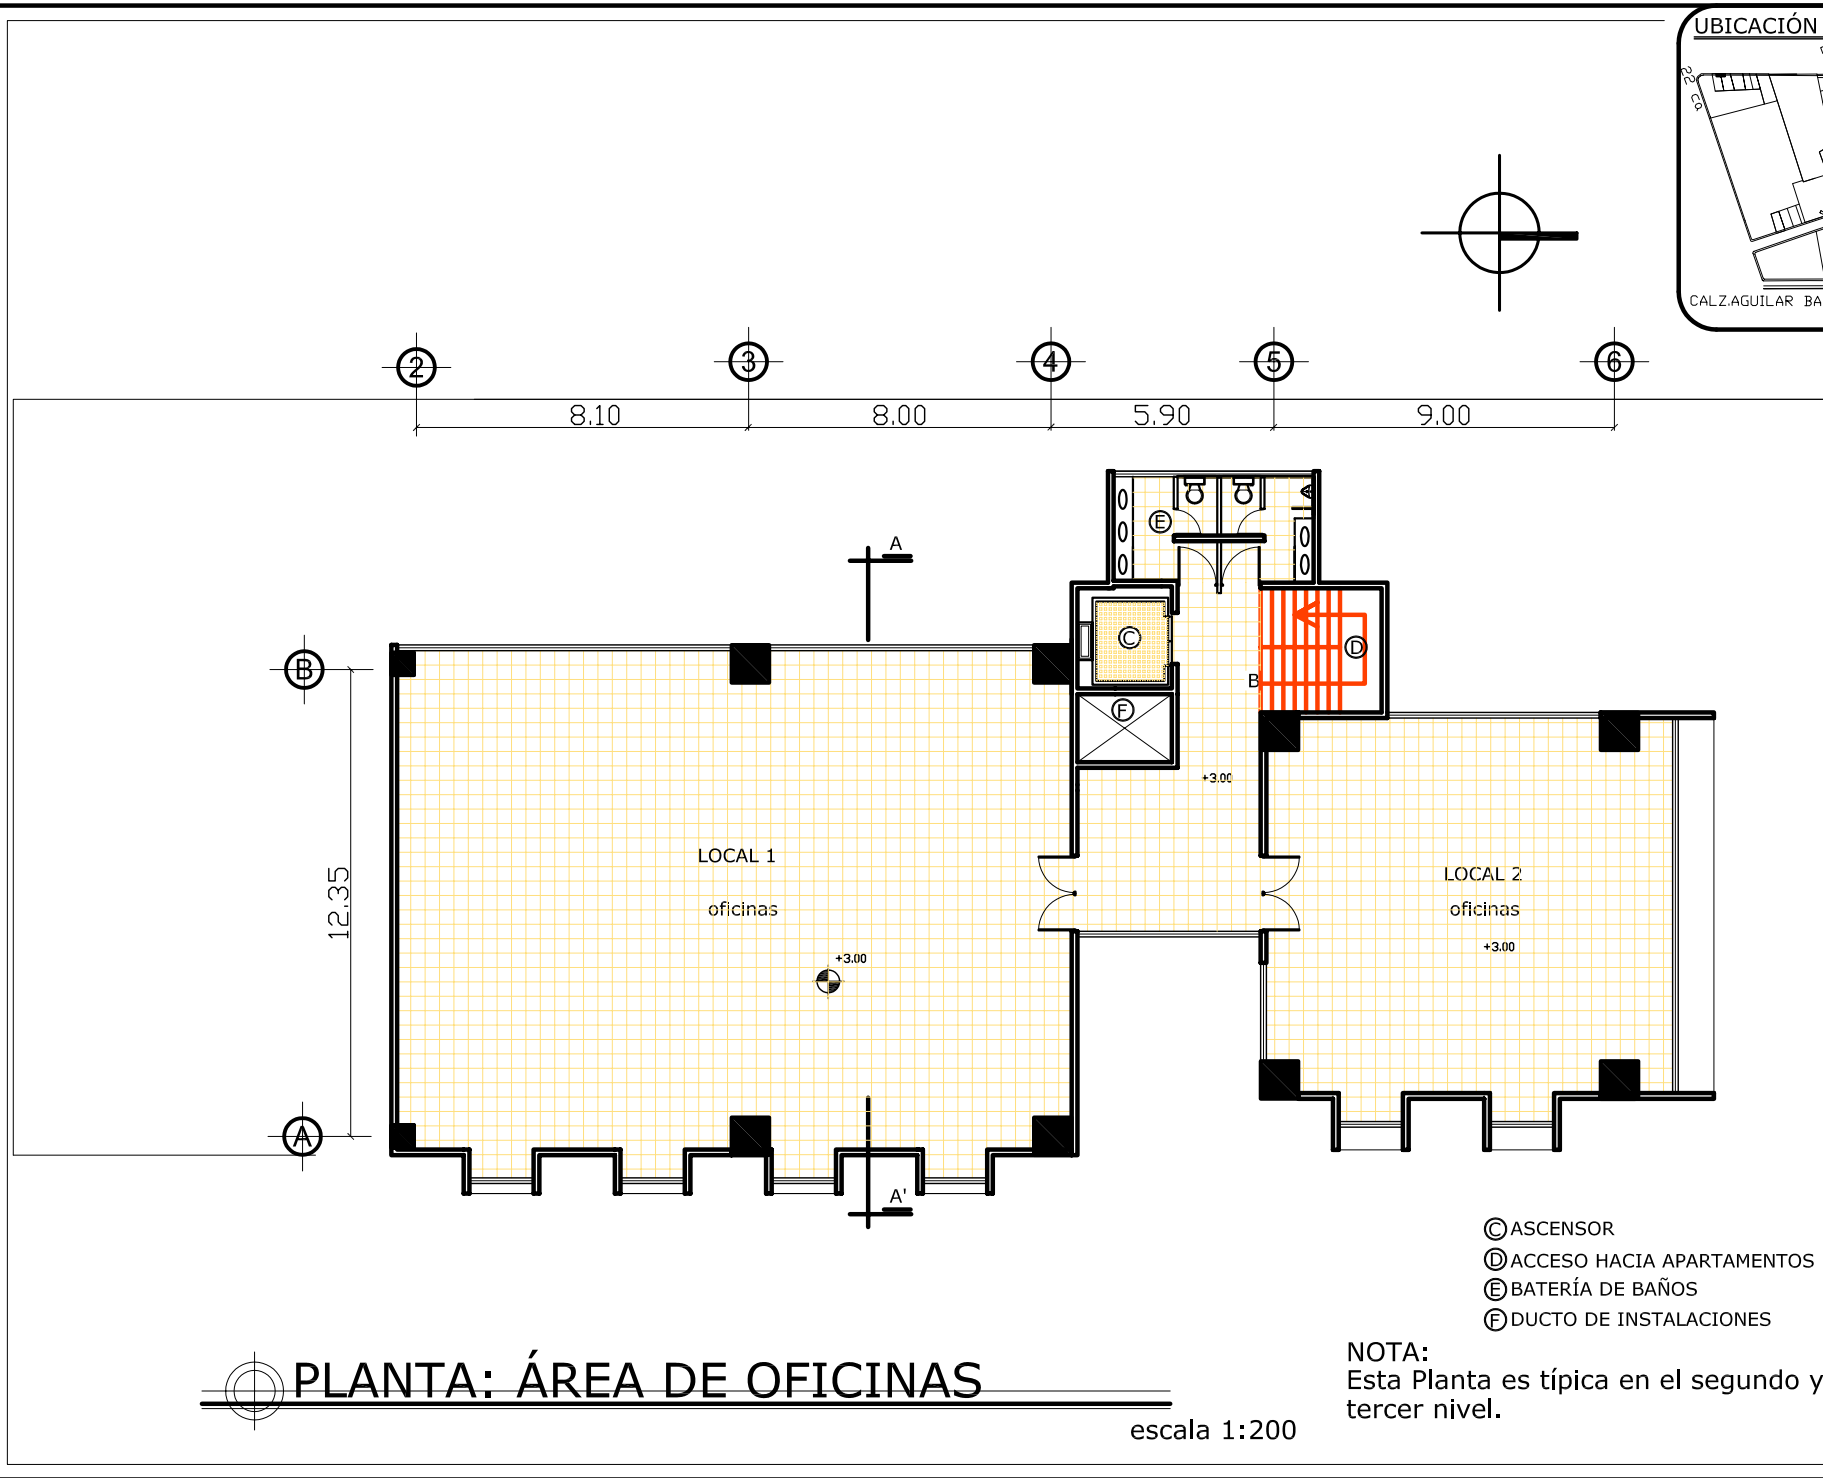 UBICACIÓN
22 ca
CALZ.AGUILAR BA
2
3
4
5
6
8.10
8.00
5.90
9.00
E
A
C
D
B
B
F
+3.00
LOCAL 1
LOCAL 2
12.35
oficinas
oficinas
+3.00
+3.00
A
A'
C ASCENSOR
D ACCESO HACIA APARTAMENTOS
E BATERÍA DE BAÑOS
F DUCTO DE INSTALACIONES
NOTA:
Esta Planta es típica en el segundo y
tercer nivel.
PLANTA: ÁREA DE OFICINAS
escala 1:200